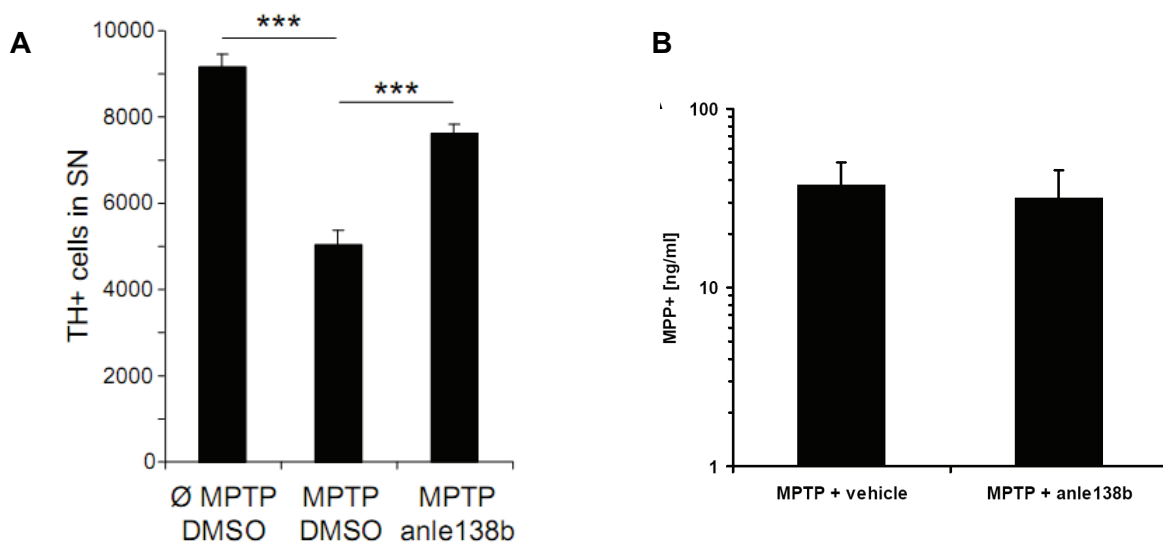 A
TH+ cells in SN
10000
8000
6000
4000
2000
0
***
***
Ø MPTP
DMSO
MPTP
DMSO
MPTP
anle138b
B
MPP+ [ng/ml]
100
10
1
MPTP + vehicle
MPTP + anle138b